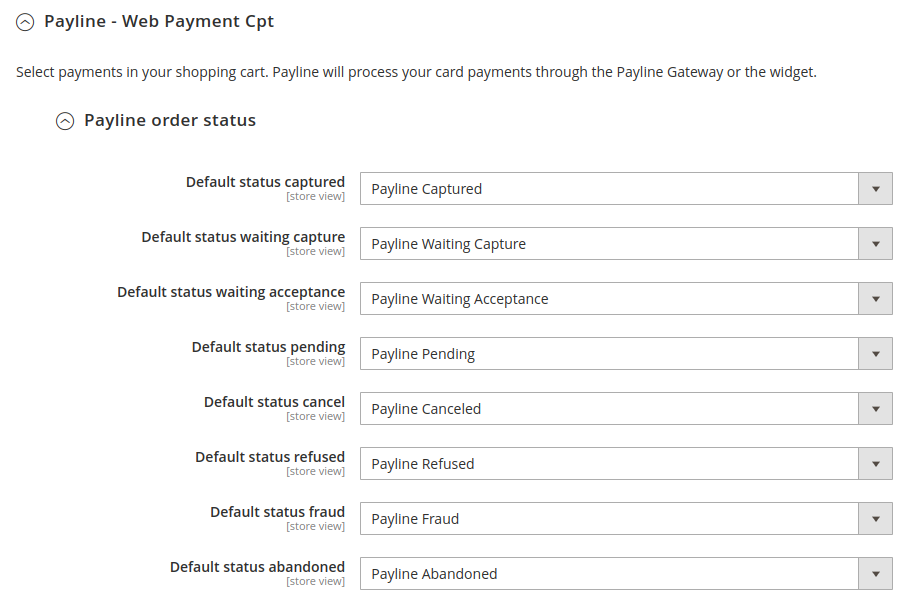 Payline - Web Payment Cpt
Select payments in your shopping cart. Payline will process your card payments through the Payline Gateway or the widget.
Payline order status
Default status captured
[store view]
Payline Captured
Default status waiting capture
[store view]
Payline Waiting Capture
Default status waiting acceptance
[store view]
Payline Waiting Acceptance
Default status pending
[store view]
Payline Pending
Default status cancel
[store view]
Payline Canceled
Default status refused
[store view]
Payline Refused
Default status fraud
[store view]
Payline Fraud
Default status abandoned
[store view]
Payline Abandoned